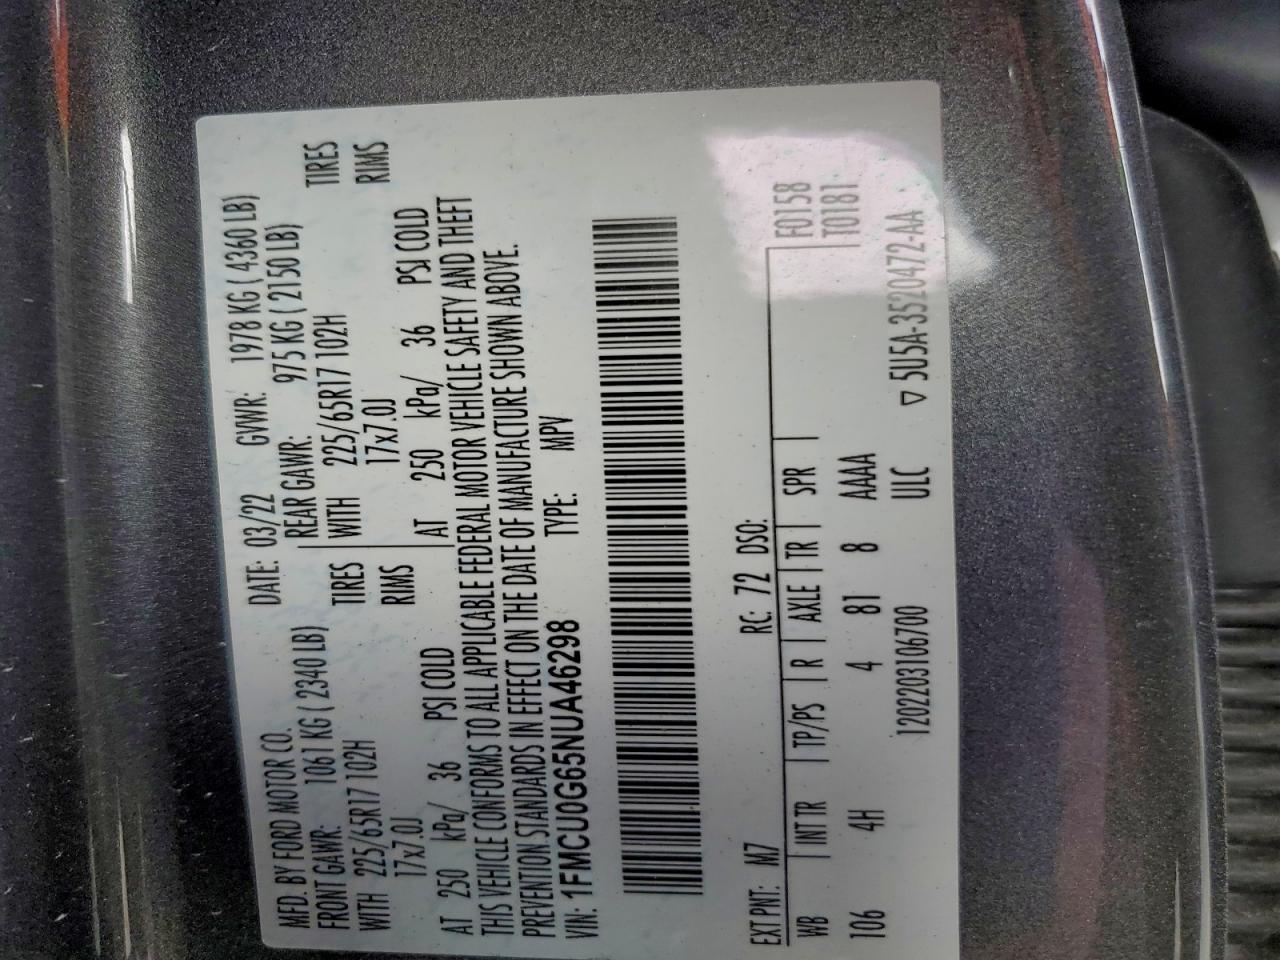 MFD. BY FORD MOTOR CO. DATE: 03/22 GVWR: 1978 KG ( 4360 LB)
FRONT GAWR: 1061 KG ( 2340 LB) REAR GAWR: 975 KG ( 2150 LB)
WITH 225/65R17 102H TIRES WITH 225/65R17 102H TIRES
17x7.0J RIMS 17x7.0J RIMS
AT 250 kPa/ 36 PSI COLD AT 250 kPa/ 36 PSI COLD
THIS VEHICLE CONFORMS TO ALL APPLICABLE FEDERAL MOTOR VEHICLE SAFETY AND THEFT
PREVENTION STANDARDS IN EFFECT ON THE DATE OF MANUFACTURE SHOWN ABOVE.
VIN: 1FMCU0G65NUA46298 TYPE: MPV
EXT PNT: M7 RC: 72 DSO:
WB INT TR TP/PS R AXLE TR SPR F0158
106 4H 4 81 8 AAAA T0181
1202203106700 ULC ▽ 5U5A-3520472-AA